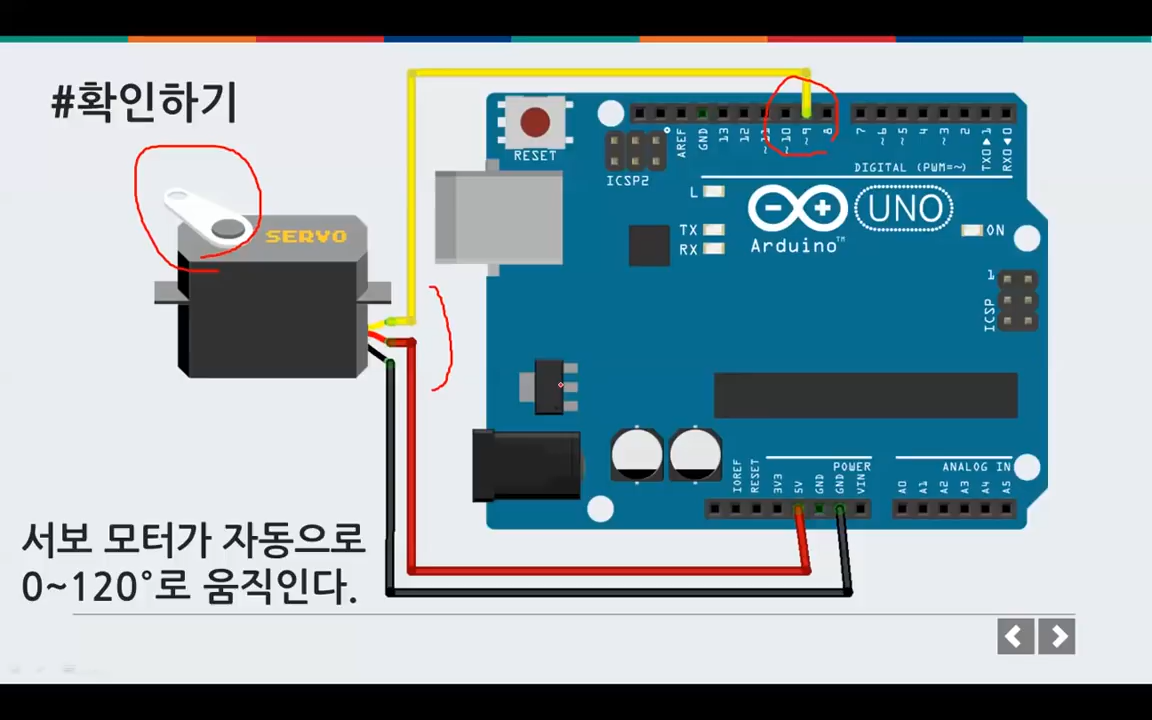 #확인하기
SERVO
RESET
ICSP2
AREF
GND
13
12
~11
~10
~9
8
7
~6
~5
4
~3
2
TX0▶1
RX0◀0
DIGITAL (PWM=~)
L
TX
RX
UNO
Arduino™
ON
1
ICSP
POWER
ANALOG IN
IOREF
RESET
3V3
5V
GND
GND
VIN
A0
A1
A2
A3
A4
A5
서보 모터가 자동으로
0~120°로 움직인다.